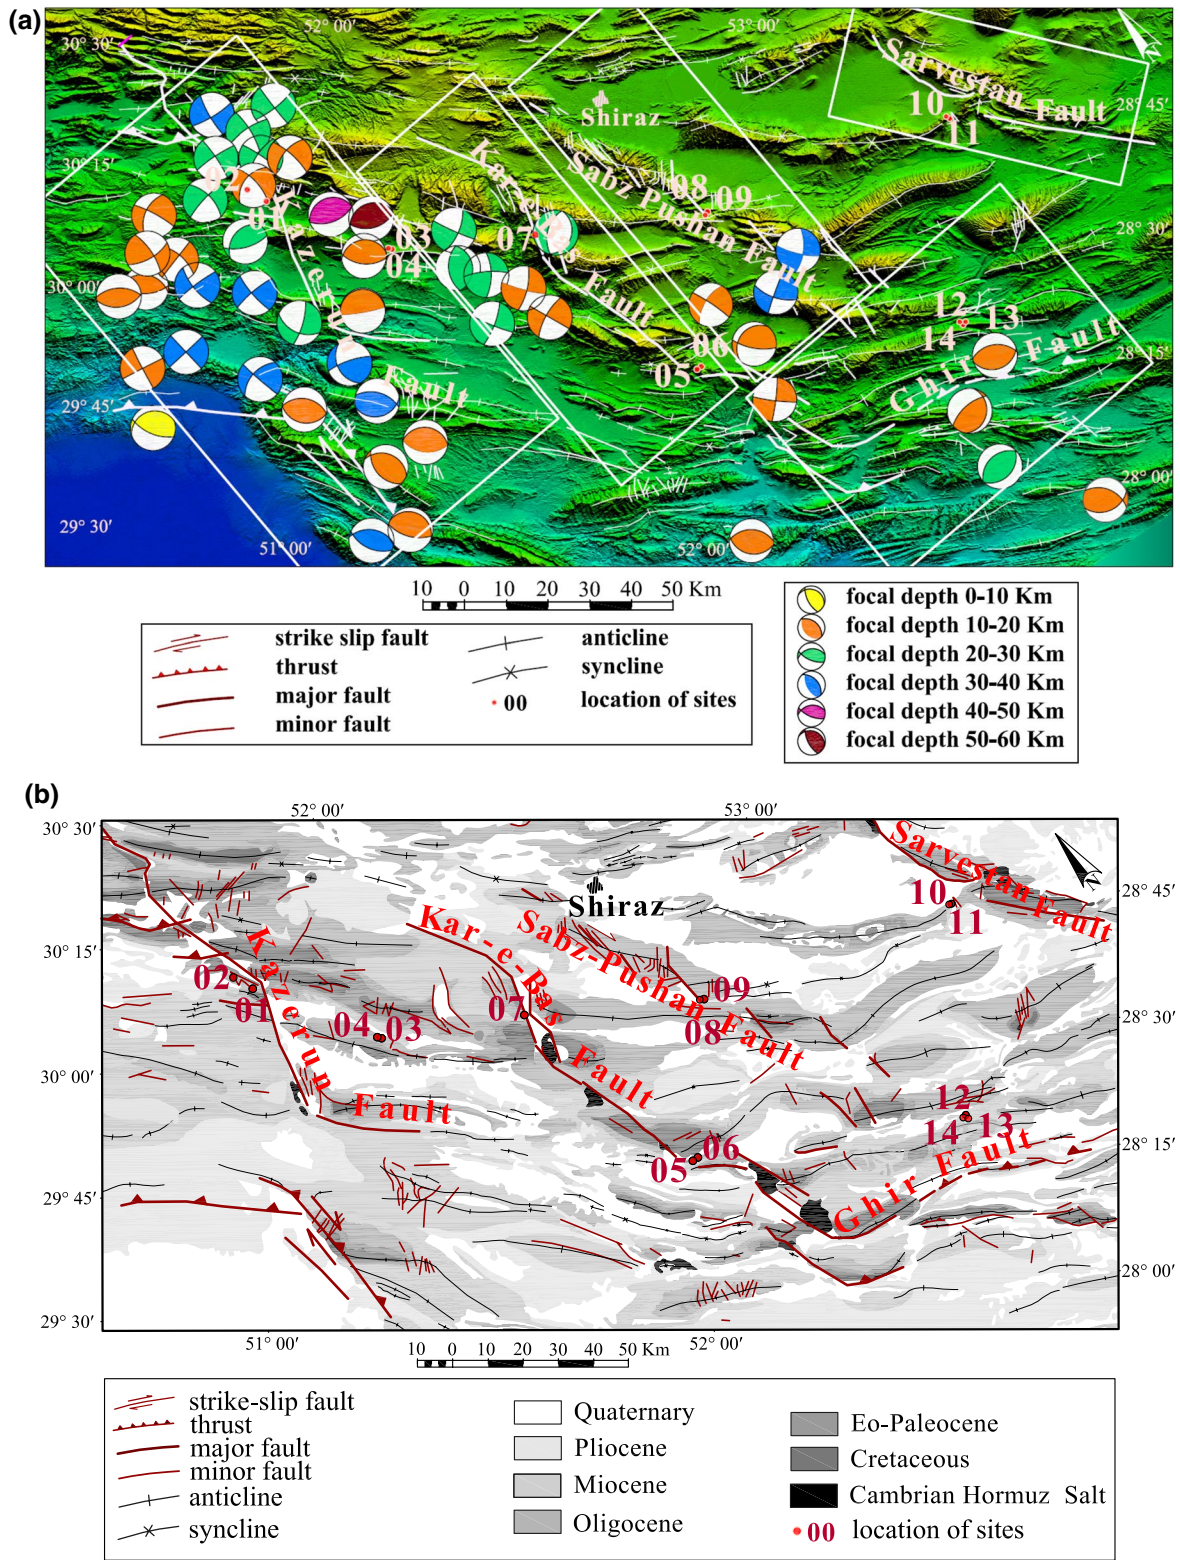 (a)
52° 00′
53° 00′
30° 30′
Sarvestan
Fault
28° 45′
Shiraz
10
11
30° 15′
Kar-e-Bas
Fault
Sabz Pushan Fault
08
09
02
01
Kazerun
Fault
03
04
07
28° 30′
30° 00′
12
13
14
06
05
Ghir Fault
28° 15′
29° 45′
28° 00′
29° 30′
51° 00′
52° 00′
10 0 10 20 30 40 50 Km
strike slip fault
thrust
major fault
minor fault
anticline
syncline
00 location of sites
focal depth 0-10 Km
focal depth 10-20 Km
focal depth 20-30 Km
focal depth 30-40 Km
focal depth 40-50 Km
focal depth 50-60 Km
(b)
52° 00′
53° 00′
30° 30′
Sarvestan
Fault
28° 45′
Shiraz
10
11
30° 15′
Kar-e-Bas
Fault
Sabz-Pushan Fault
Kazerun
Fault
02
01
04 03
07
09
08
28° 30′
30° 00′
12
13
14
06
05
Ghir Fault
28° 15′
29° 45′
28° 00′
29° 30′
51° 00′
52° 00′
10 0 10 20 30 40 50 Km
strike-slip fault
thrust
major fault
minor fault
anticline
syncline
Quaternary
Pliocene
Miocene
Oligocene
Eo-Paleocene
Cretaceous
Cambrian Hormuz Salt
00 location of sites